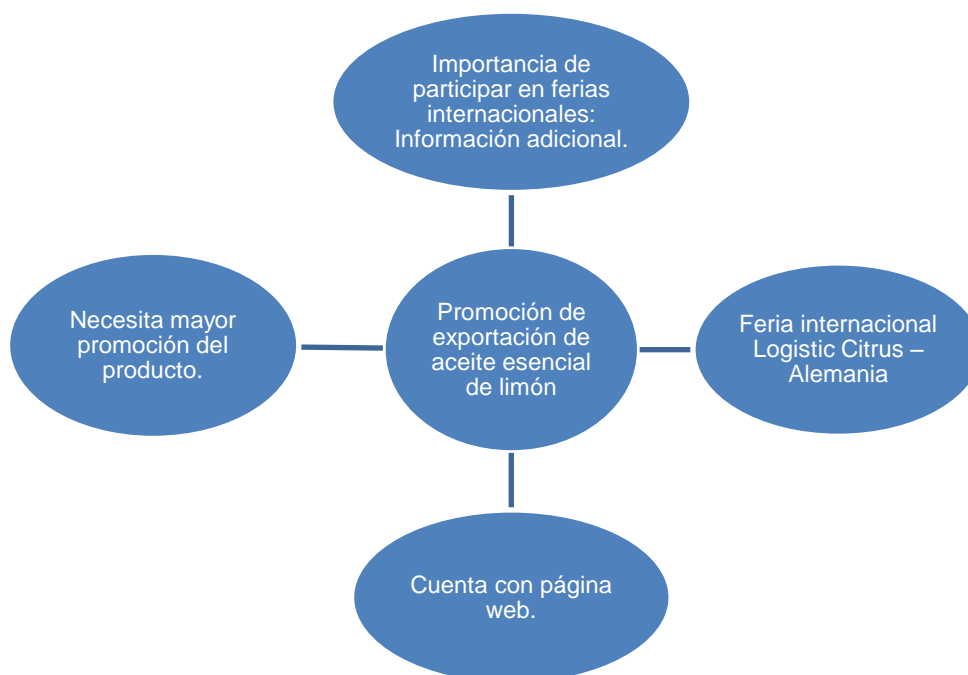 Importancia de
participar en ferias
internacionales:
Información adicional.
Necesita mayor
promoción del
producto.
Promoción de
exportación de
aceite esencial
de limón
Feria internacional
Logistic Citrus –
Alemania
Cuenta con página
web.